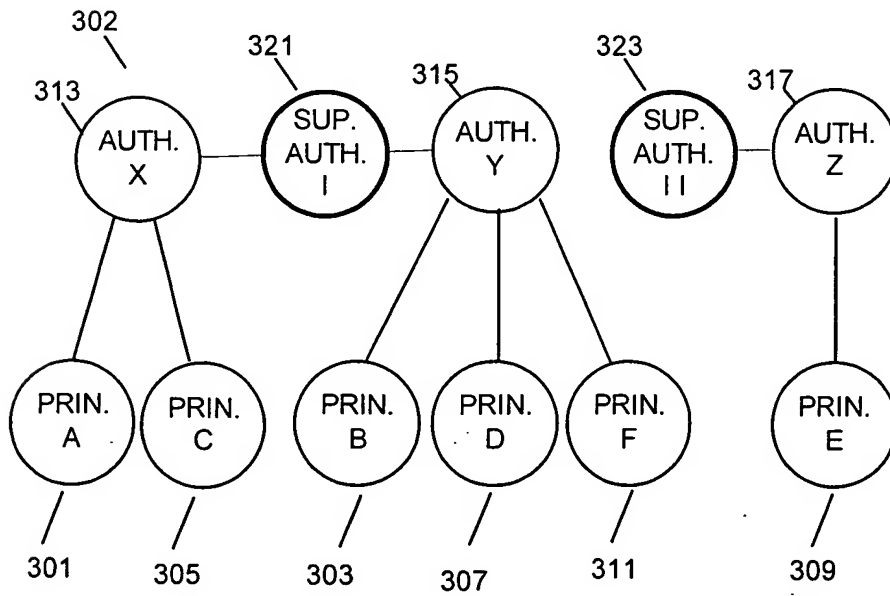 302
321
323
313
315
317
AUTH.
X
SUP.
AUTH.
I
AUTH.
Y
SUP.
AUTH.
I I
AUTH.
Z
PRIN.
A
PRIN.
C
PRIN.
B
PRIN.
D
PRIN.
F
PRIN.
E
301
305
303
307
311
309